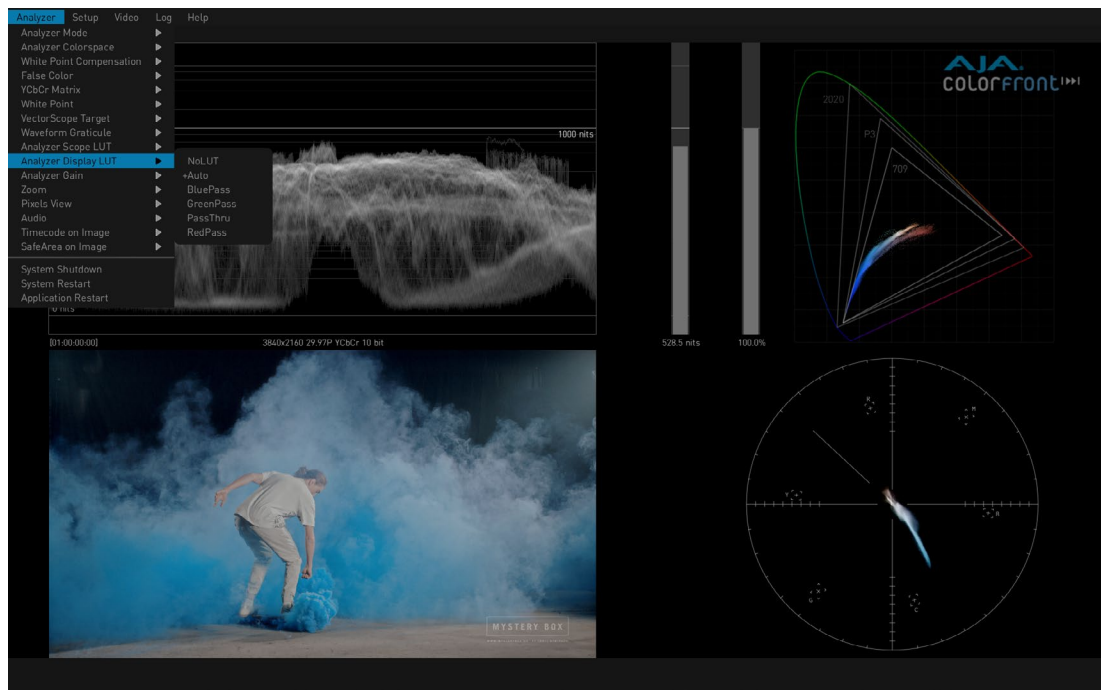 Analyzer Setup Video Log Help
Analyzer Mode
Analyzer Colorspace
White Point Compensation
False Color
YCbCr Matrix
White Point
VectorScope Target
Waveform Graticule
Analyzer Scope LUT
Analyzer Display LUT
Analyzer Gain
Zoom
Pixels View
Audio
Timecode on Image
SafeArea on Image
System Shutdown
System Restart
Application Restart
NoLUT
+Auto
BluePass
GreenPass
PassThru
RedPass
1000 nits
0 nits
[01:00:00:00] 3840x2160 29.97P YCbCr 10 bit
528.5 nits 100.0%
AJA
colorfront
2020
P3
709
R
M
Y
B
G
C
MYSTERY BOX